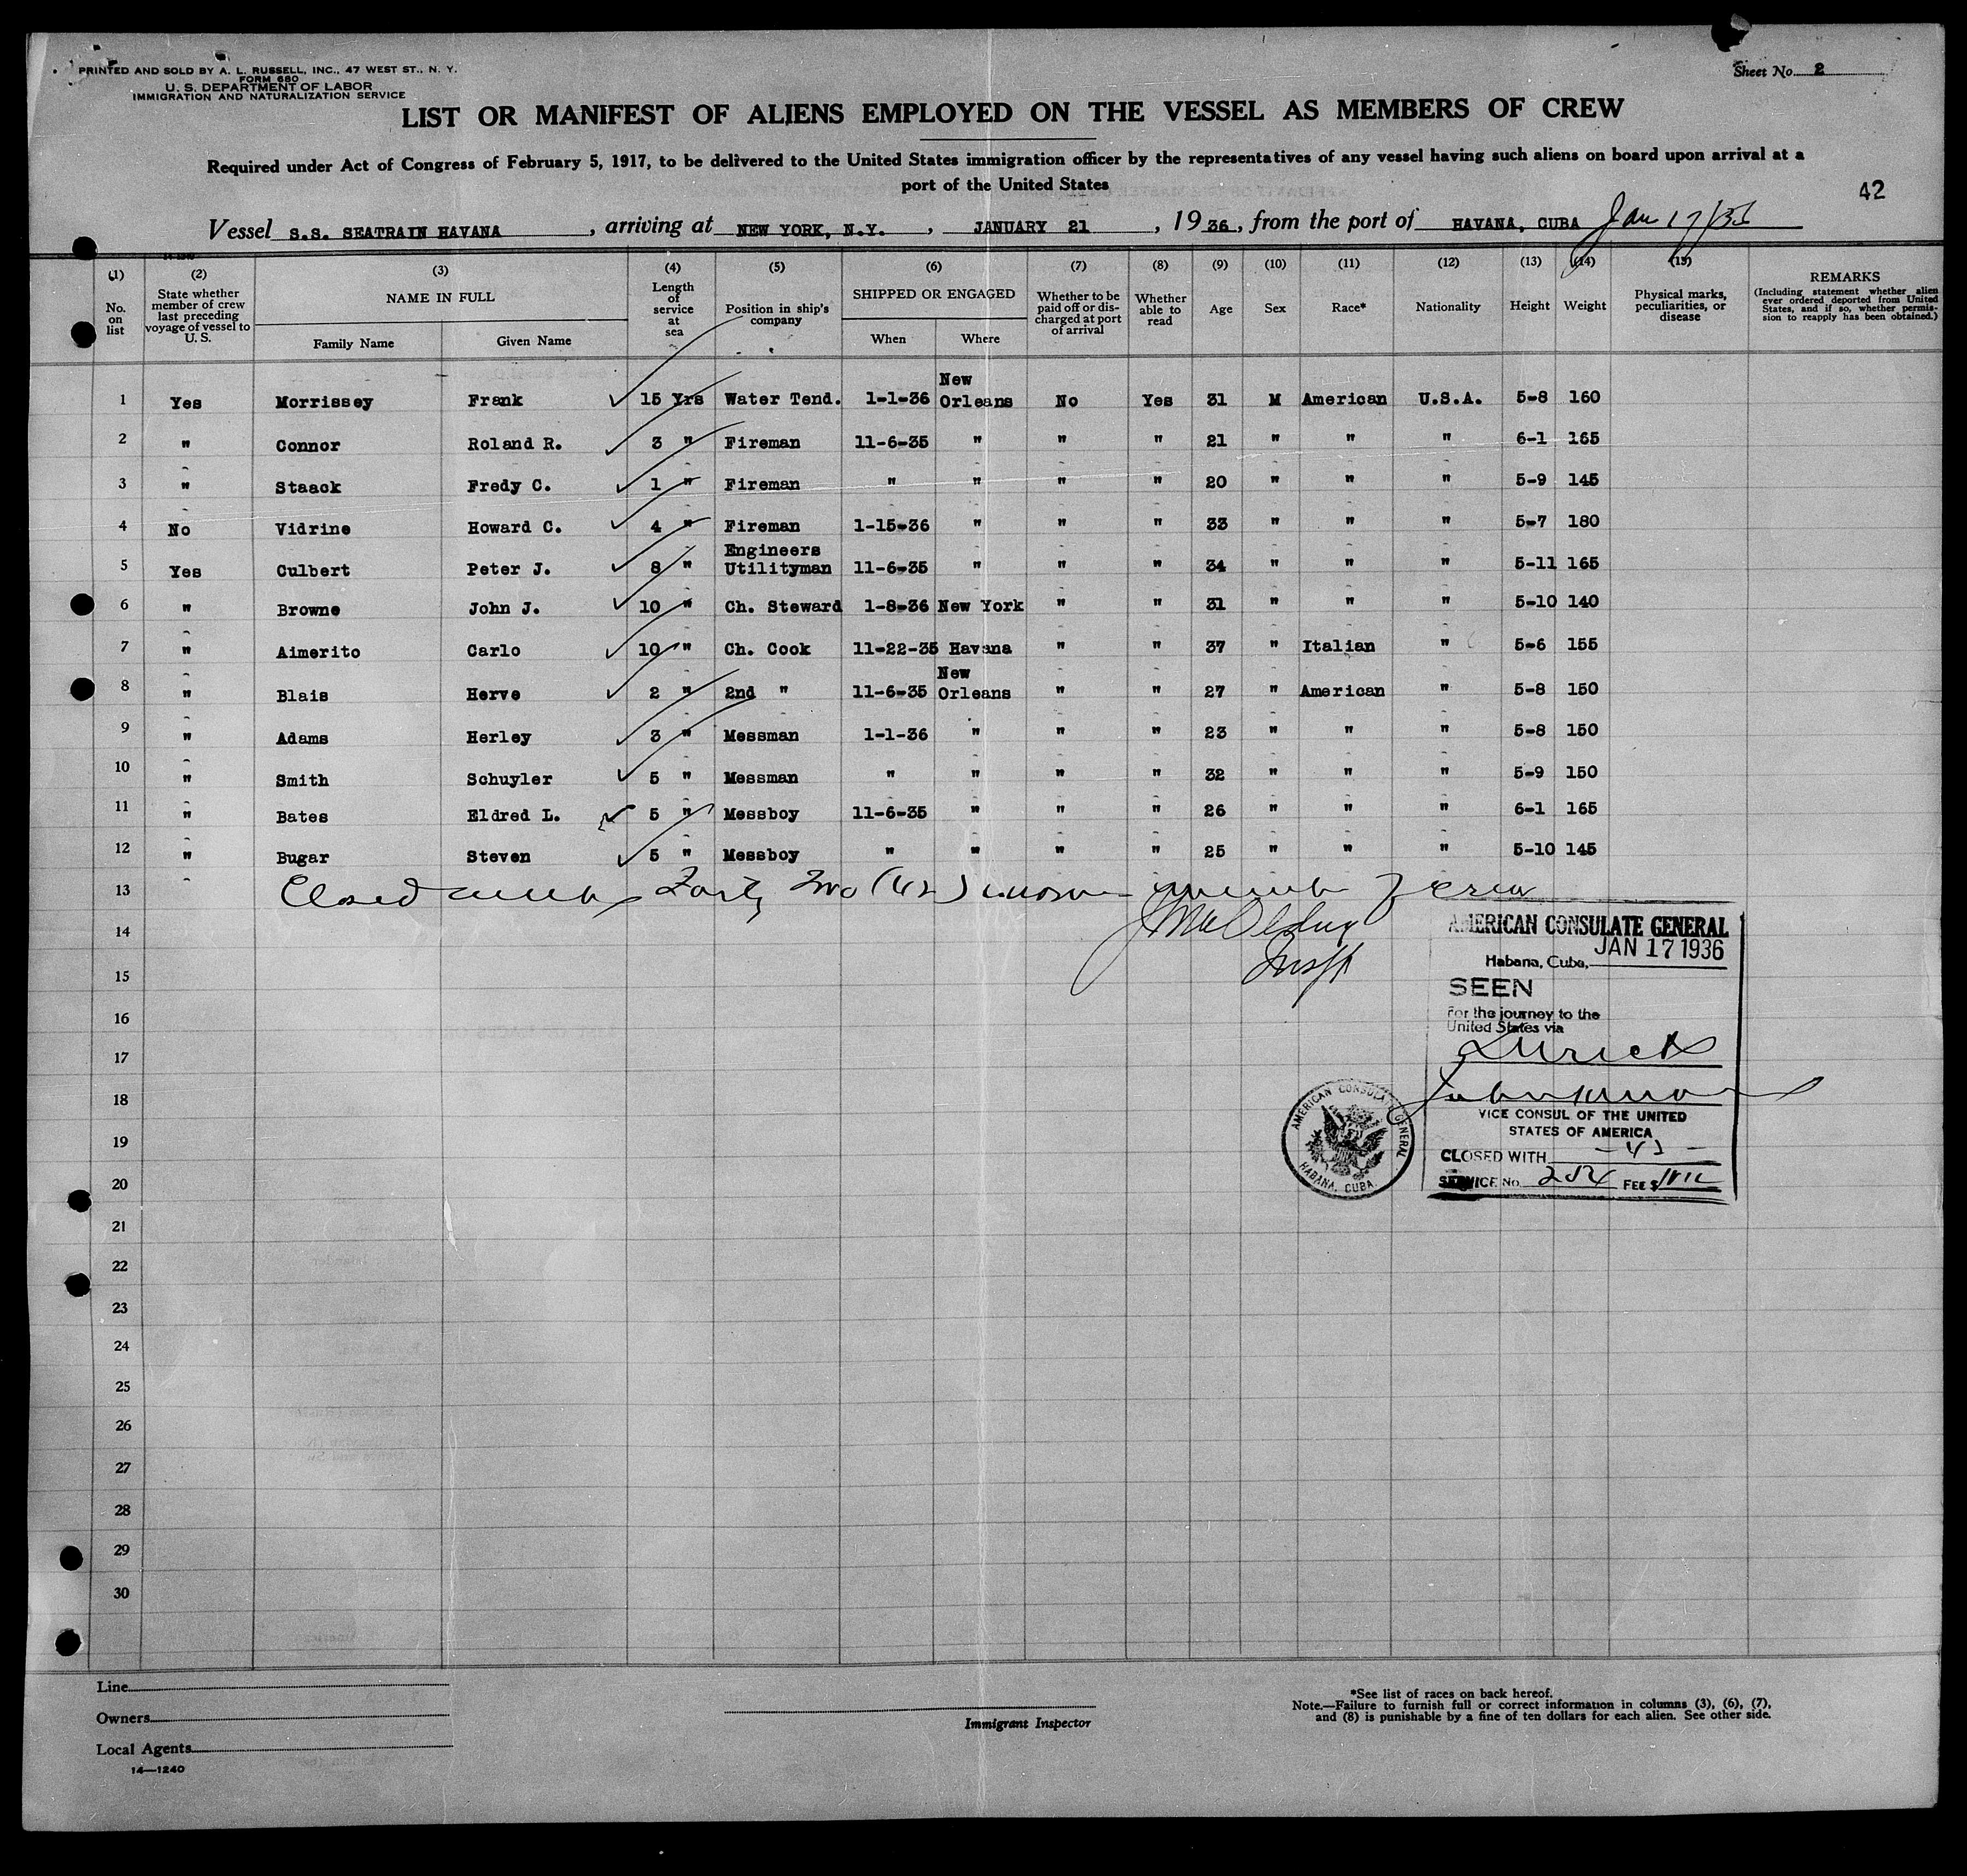 PRINTED AND SOLD BY A. L. RUSSELL, INC., 47 WEST ST., N. Y.
FORM 680
U. S. DEPARTMENT OF LABOR
IMMIGRATION AND NATURALIZATION SERVICE
Sheet No. 2
LIST OR MANIFEST OF ALIENS EMPLOYED ON THE VESSEL AS MEMBERS OF CREW
Required under Act of Congress of February 5, 1917, to be delivered to the United States immigration officer by the representatives of any vessel having such aliens on board upon arrival at a
port of the United States
42
Vessel S.S. SEATRAIN HAVANA, arriving at NEW YORK, N.Y., JANUARY 21, 19 36, from the port of HAVANA, CUBA Jan 17/36
(1) No. on list
(2) State whether member of crew last preceding voyage of vessel to U. S.
(3) NAME IN FULL Family Name Given Name
(4) Length of service at sea
(5) Position in ship's company
(6) SHIPPED OR ENGAGED When Where
(7) Whether to be paid off or discharged at port of arrival
(8) Whether able to read
(9) Age
(10) Sex
(11) Race*
(12) Nationality
(13) Height
(14) Weight
(15) Physical marks, peculiarities, or disease
REMARKS (Including statement whether alien ever ordered deported from United States, and if so, whether permission to reapply has been obtained.)
1 Yes Morrissey Frank 15 Yrs Water Tend. 1-1-36 New Orleans No Yes 31 M American U.S.A. 5-8 160
2 " Connor Roland R. 3 " Fireman 11-6-35 " " " 21 " " " 6-1 165
3 " Staack Fredy C. 1 " Fireman " " " " 20 " " " 5-9 145
4 No Vidrine Howard C. 4 " Fireman 1-15-36 " " " 33 " " " 5-7 180
5 Yes Culbert Peter J. 8 " Engineers Utilityman 11-6-35 " " " 34 " " " 5-11 165
6 " Browne John J. 10 " Ch. Steward 1-8-36 New York " " 31 " " " 5-10 140
7 " Aimerito Carlo 10 " Ch. Cook 11-22-35 Havana " " 37 " Italian " 5-6 155
8 " Blais Herve 2 " 2nd " 11-6-35 New Orleans " " 27 " American " 5-8 150
9 " Adams Herley 3 " Messman 1-1-36 " " " 23 " " " 5-8 150
10 " Smith Schuyler 5 " Messman " " " " 32 " " " 5-9 150
11 " Bates Eldred L. 5 " Messboy 11-6-35 " " " 26 " " " 6-1 165
12 " Bugar Steven 5 " Messboy " " " " 25 " " " 5-10 145
13 Closed Forty Two (42) crew
14
15
16
17
18
19
20
21
22
23
24
25
26
27
28
29
30
AMERICAN CONSULATE GENERAL
JAN 17 1936
Habana, Cuba,
SEEN
For the journey to the
United States via
VICE CONSUL OF THE UNITED
STATES OF AMERICA
CLOSED WITH
SERVICE No. 254 FEE $
AMERICAN CONSULATE GENERAL
HABANA, CUBA.
Line
Owners
Local Agents
14—1240
Immigrant Inspector
*See list of races on back hereof.
Note.—Failure to furnish full or correct information in columns (3), (6), (7),
and (8) is punishable by a fine of ten dollars for each alien. See other side.